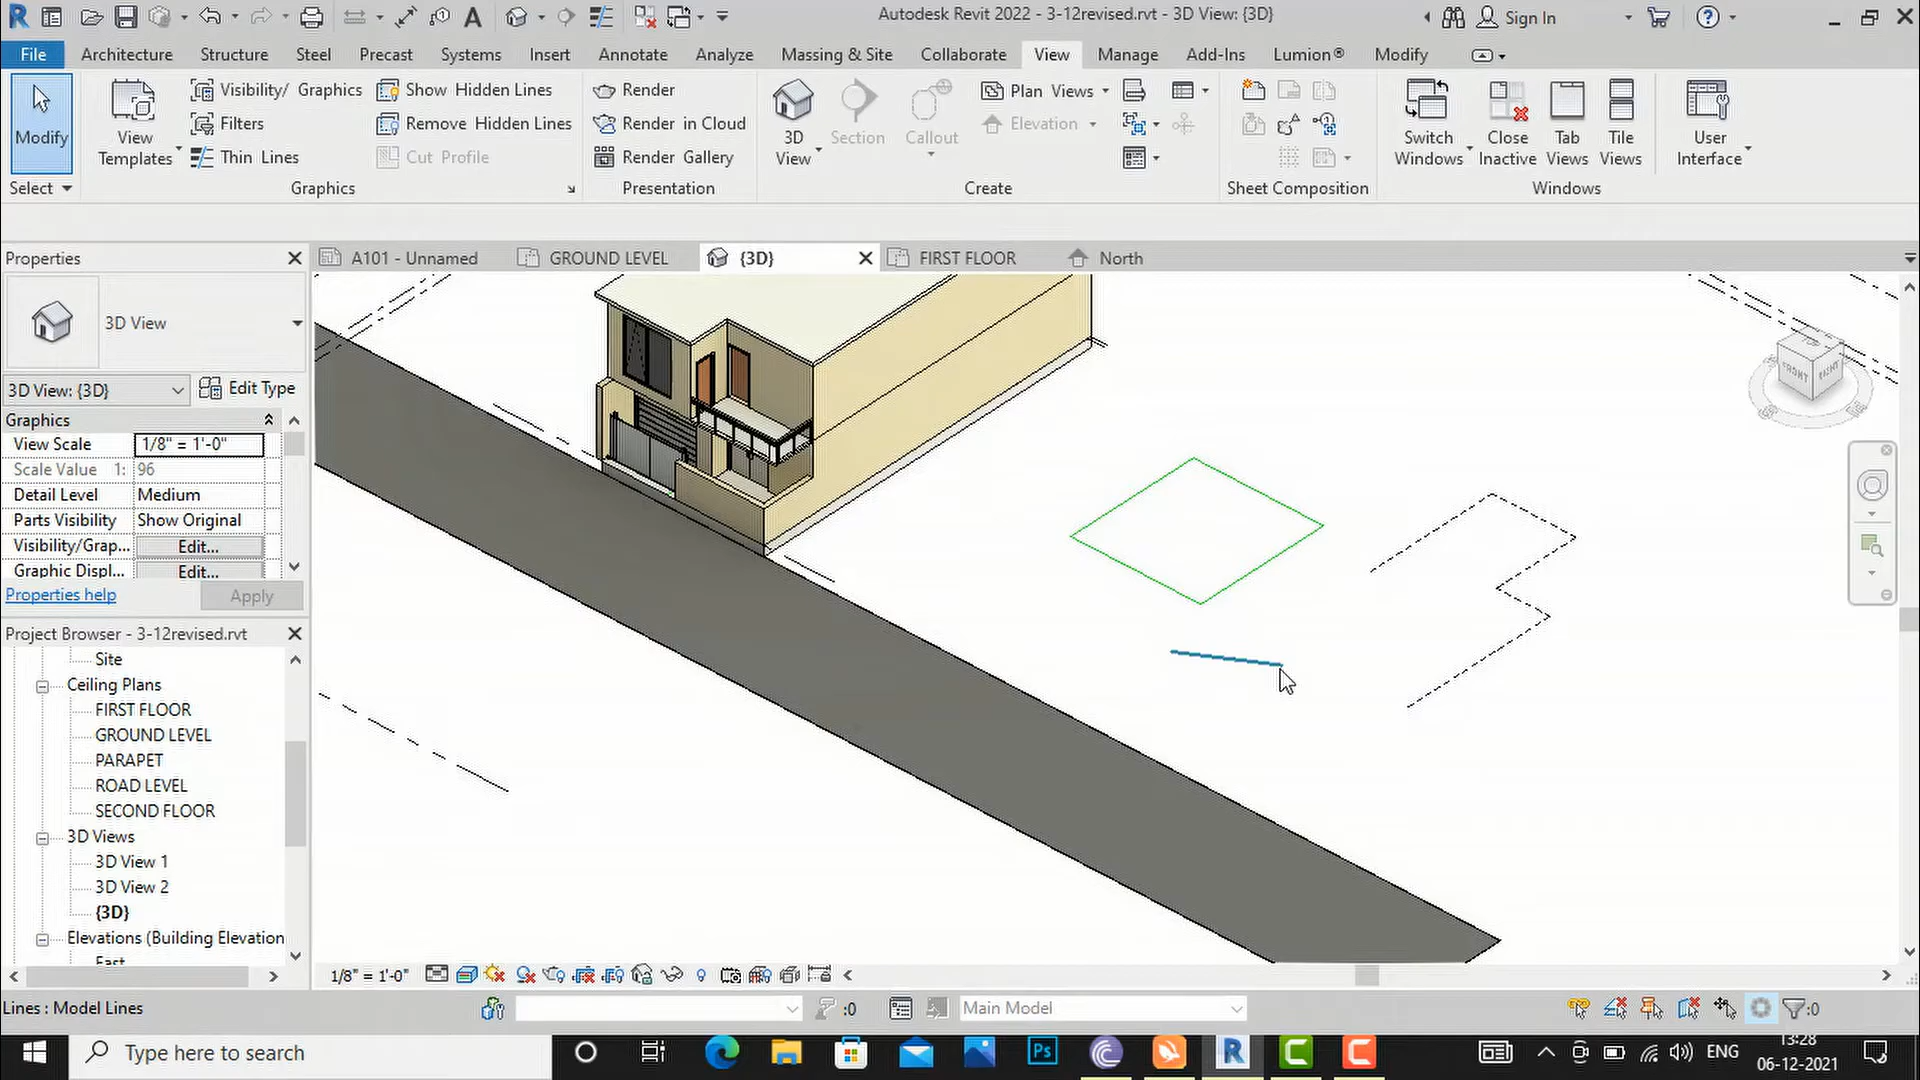 Autodesk Revit 2022 - 3-12revised.rvt - 3D View: {3D}
Sign In
File Architecture Structure Steel Precast Systems Insert Annotate Analyze Massing & Site Collaborate View Manage Add-Ins Lumion® Modify
Modify
View Templates
Visibility/ Graphics
Filters
Thin Lines
Show Hidden Lines
Remove Hidden Lines
Cut Profile
Render
Render in Cloud
Render Gallery
3D View
Section
Callout
Plan Views
Elevation
Switch Windows
Close Inactive
Tab Views
Tile Views
User Interface
Select Graphics Presentation Create Sheet Composition Windows
Properties
A101 - Unnamed GROUND LEVEL {3D} FIRST FLOOR North
3D View
3D View: {3D} Edit Type
Graphics
View Scale 1/8" = 1'-0"
Scale Value 1: 96
Detail Level Medium
Parts Visibility Show Original
Visibility/Grap... Edit...
Graphic Displ... Edit...
Properties help Apply
FRONT RIGHT
Project Browser - 3-12revised.rvt
Site
Ceiling Plans
FIRST FLOOR
GROUND LEVEL
PARAPET
ROAD LEVEL
SECOND FLOOR
3D Views
3D View 1
3D View 2
{3D}
Elevations (Building Elevation
East
1/8" = 1'-0"
Lines : Model Lines
:0
Main Model
:0
Type here to search
Ps
ENG
13:28
06-12-2021